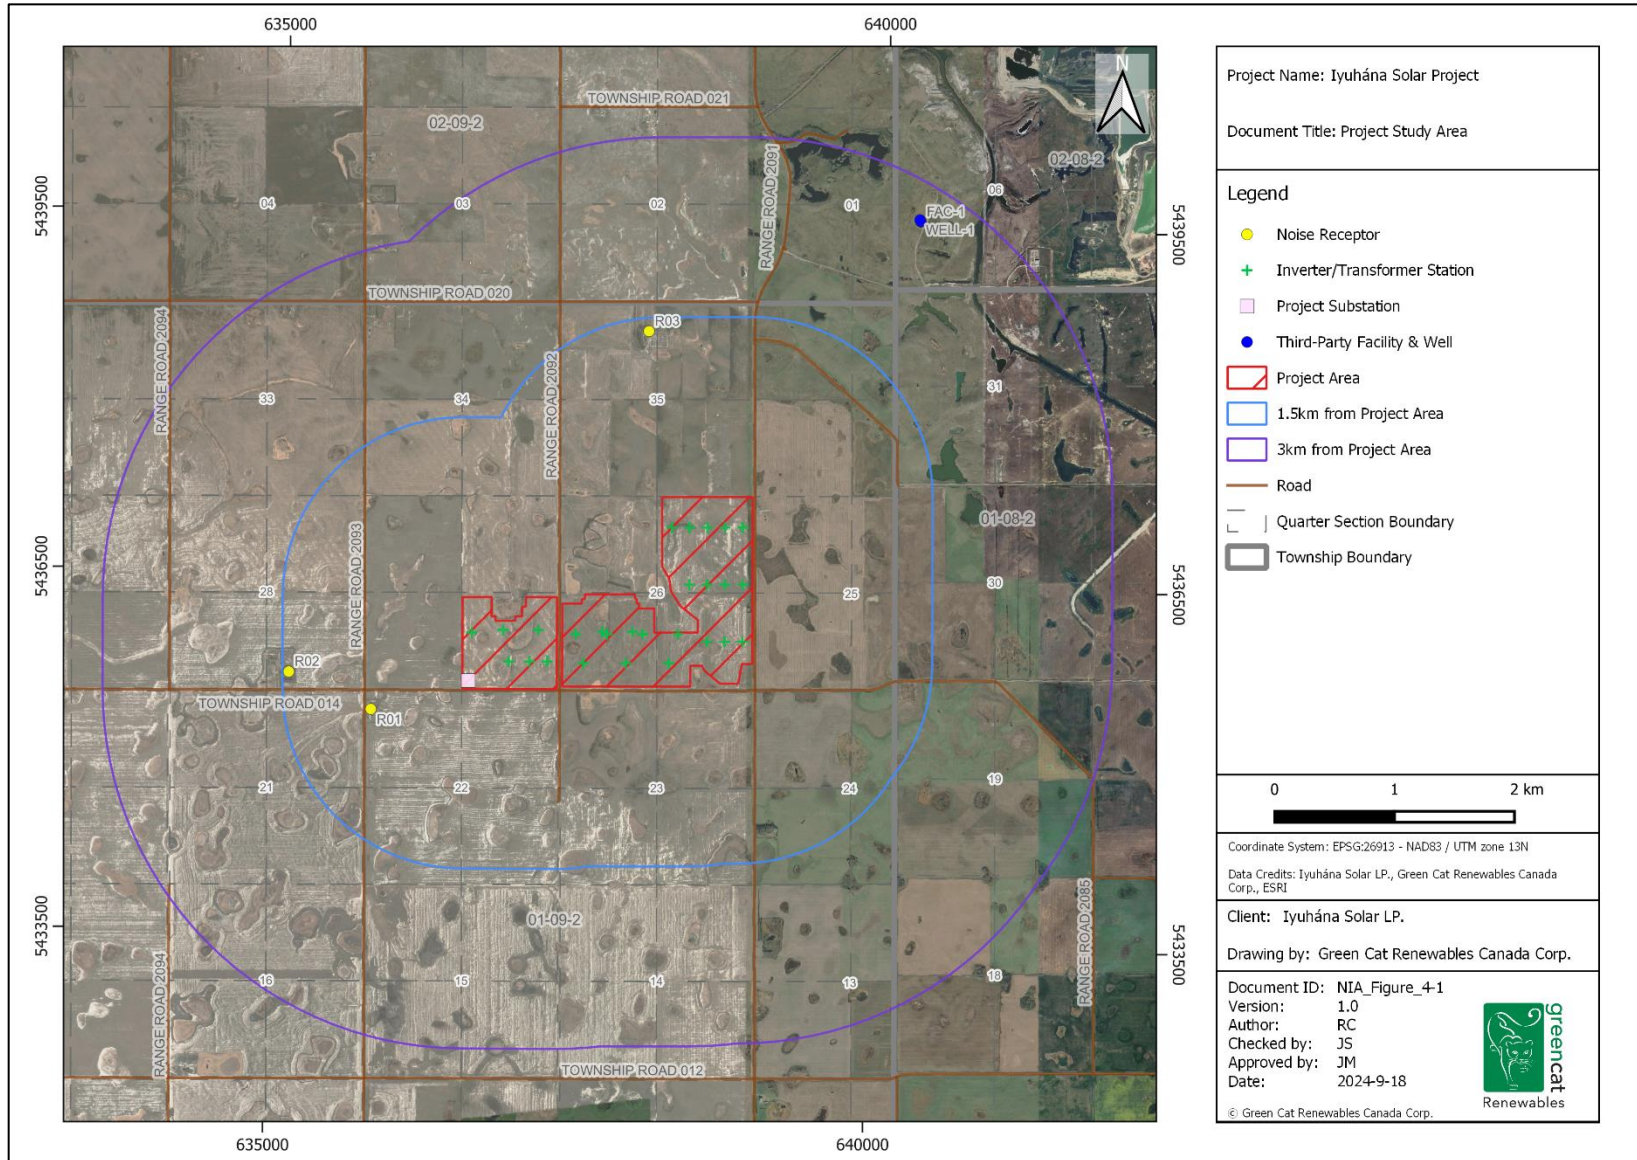 635000
640000
N
TOWNSHIP ROAD 021
02-09-2
02-08-2
RANGE ROAD 2091
5439500
5439500
04
03
02
01
06
FAC-1
WELL-1
TOWNSHIP ROAD 020
RANGE ROAD 2094
R03
RANGE ROAD 2092
33
34
35
31
5436500
5436500
01-08-2
RANGE ROAD 2093
28
26
25
30
R02
TOWNSHIP ROAD 014
R01
21
22
23
24
19
5433500
5433500
01-09-2
RANGE ROAD 2085
RANGE ROAD 2094
16
15
14
13
18
TOWNSHIP ROAD 012
635000
640000
Project Name: Iyuhána Solar Project
Document Title: Project Study Area
Legend
Noise Receptor
Inverter/Transformer Station
Project Substation
Third-Party Facility & Well
Project Area
1.5km from Project Area
3km from Project Area
Road
Quarter Section Boundary
Township Boundary
0 1 2 km
Coordinate System: EPSG:26913 - NAD83 / UTM zone 13N
Data Credits: Iyuhána Solar LP., Green Cat Renewables Canada
Corp., ESRI
Client: Iyuhána Solar LP.
Drawing by: Green Cat Renewables Canada Corp.
Document ID: NIA_Figure_4-1
Version: 1.0
Author: RC
Checked by: JS
Approved by: JM
Date: 2024-9-18
© Green Cat Renewables Canada Corp.
greencat
Renewables